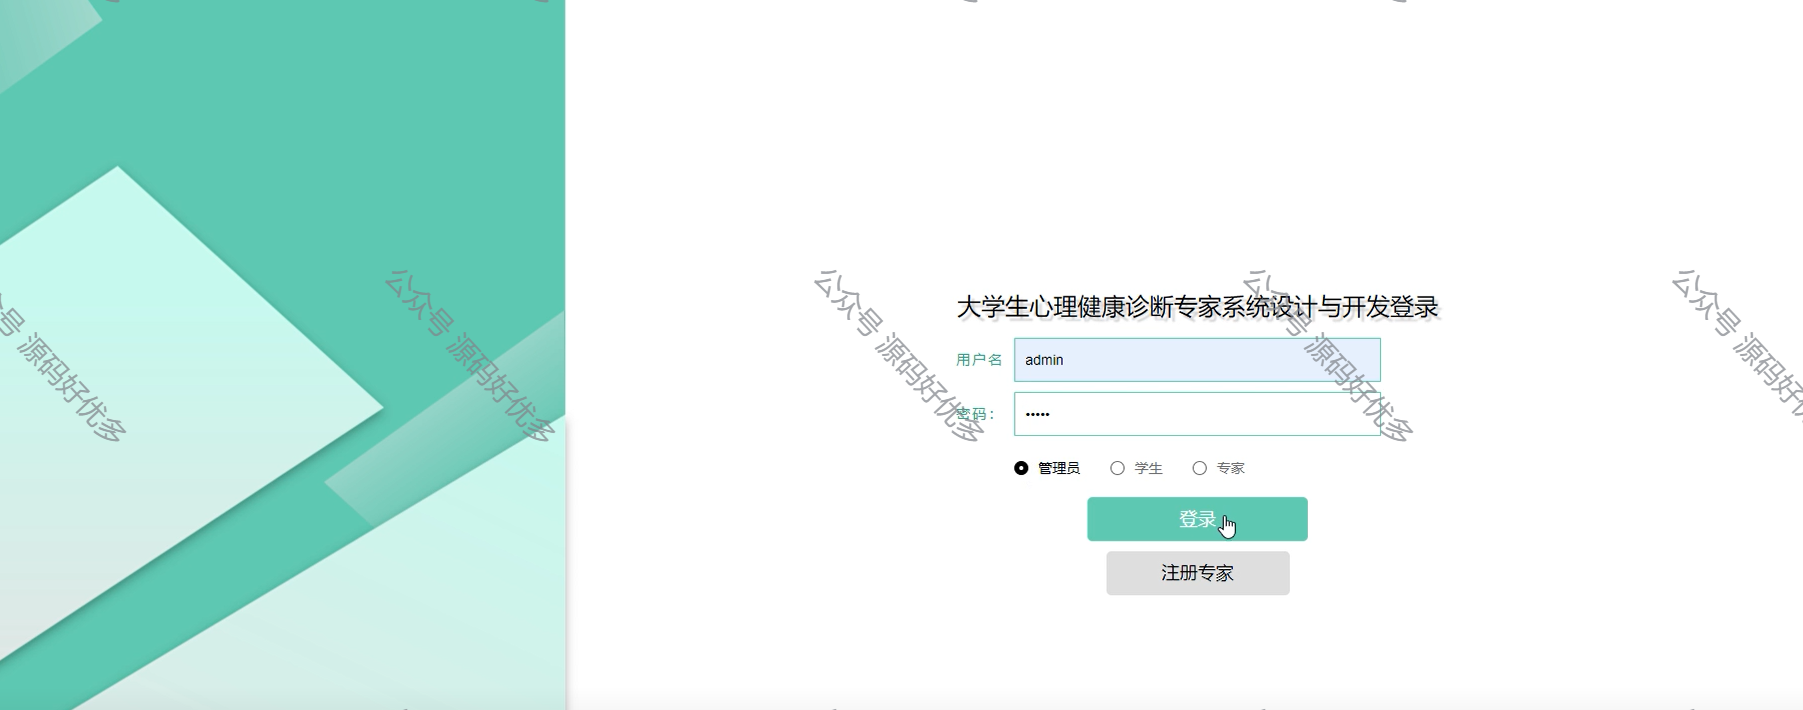 大学生心理健康诊断专家系统设计与开发登录
用户名
admin
密码：
•••••
管理员
学生
专家
登录
注册专家
公众号 源码好优多
公众号 源码好优多
公众号 源码好优多
公众号 源码好优多
公众号 源码好优多